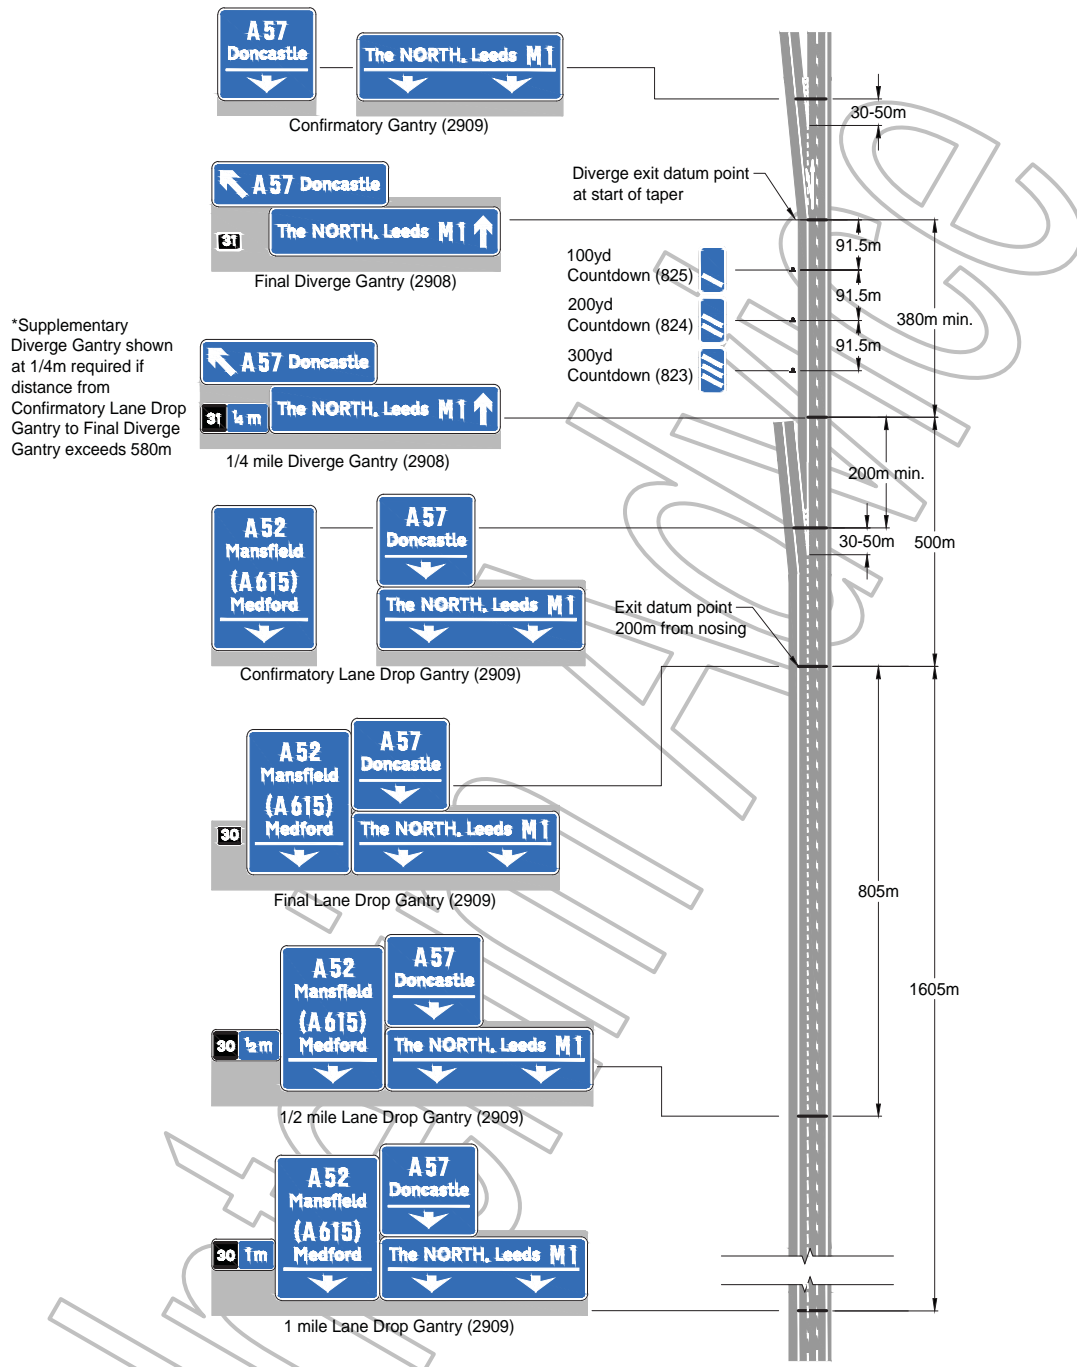 A57
Doncastle
The NORTH, Leeds M1
Confirmatory Gantry (2909)
30-50m
A57 Doncastle
31
The NORTH, Leeds M1
Final Diverge Gantry (2908)
Diverge exit datum point
at start of taper
91.5m
100yd
Countdown (825)
91.5m
200yd
Countdown (824)
380m min.
91.5m
300yd
Countdown (823)
*Supplementary
Diverge Gantry shown
at 1/4m required if
distance from
Confirmatory Lane Drop
Gantry to Final Diverge
Gantry exceeds 580m
A57 Doncastle
31 ¼ m
The NORTH, Leeds M1
1/4 mile Diverge Gantry (2908)
200m min.
A52
Mansfield
(A615)
Medford
A57
Doncastle
The NORTH, Leeds M1
Confirmatory Lane Drop Gantry (2909)
30-50m
500m
Exit datum point
200m from nosing
30
A52
Mansfield
(A615)
Medford
A57
Doncastle
The NORTH, Leeds M1
Final Lane Drop Gantry (2909)
805m
1605m
30 ½ m
A52
Mansfield
(A615)
Medford
A57
Doncastle
The NORTH, Leeds M1
1/2 mile Lane Drop Gantry (2909)
30 1m
A52
Mansfield
(A615)
Medford
A57
Doncastle
The NORTH, Leeds M1
1 mile Lane Drop Gantry (2909)
Interim Advice